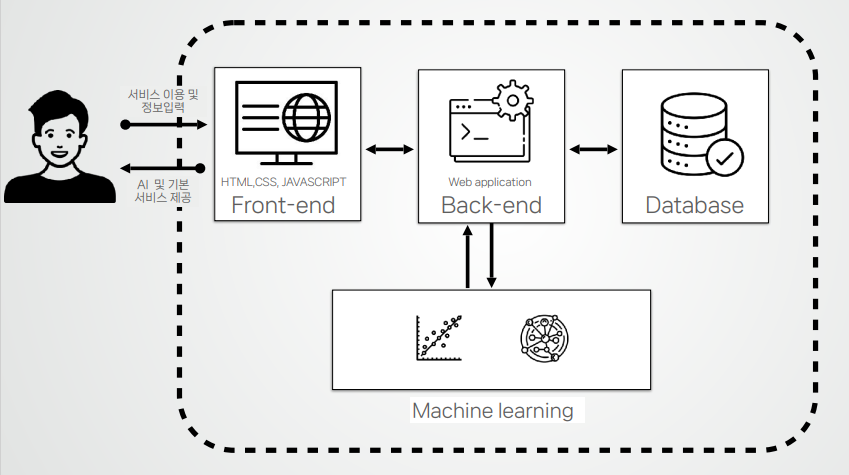 서비스 이용 및
정보입력
AI 및 기본
서비스 제공
HTML,CSS, JAVASCRIPT
Front-end
Web application
Back-end
Database
Machine learning